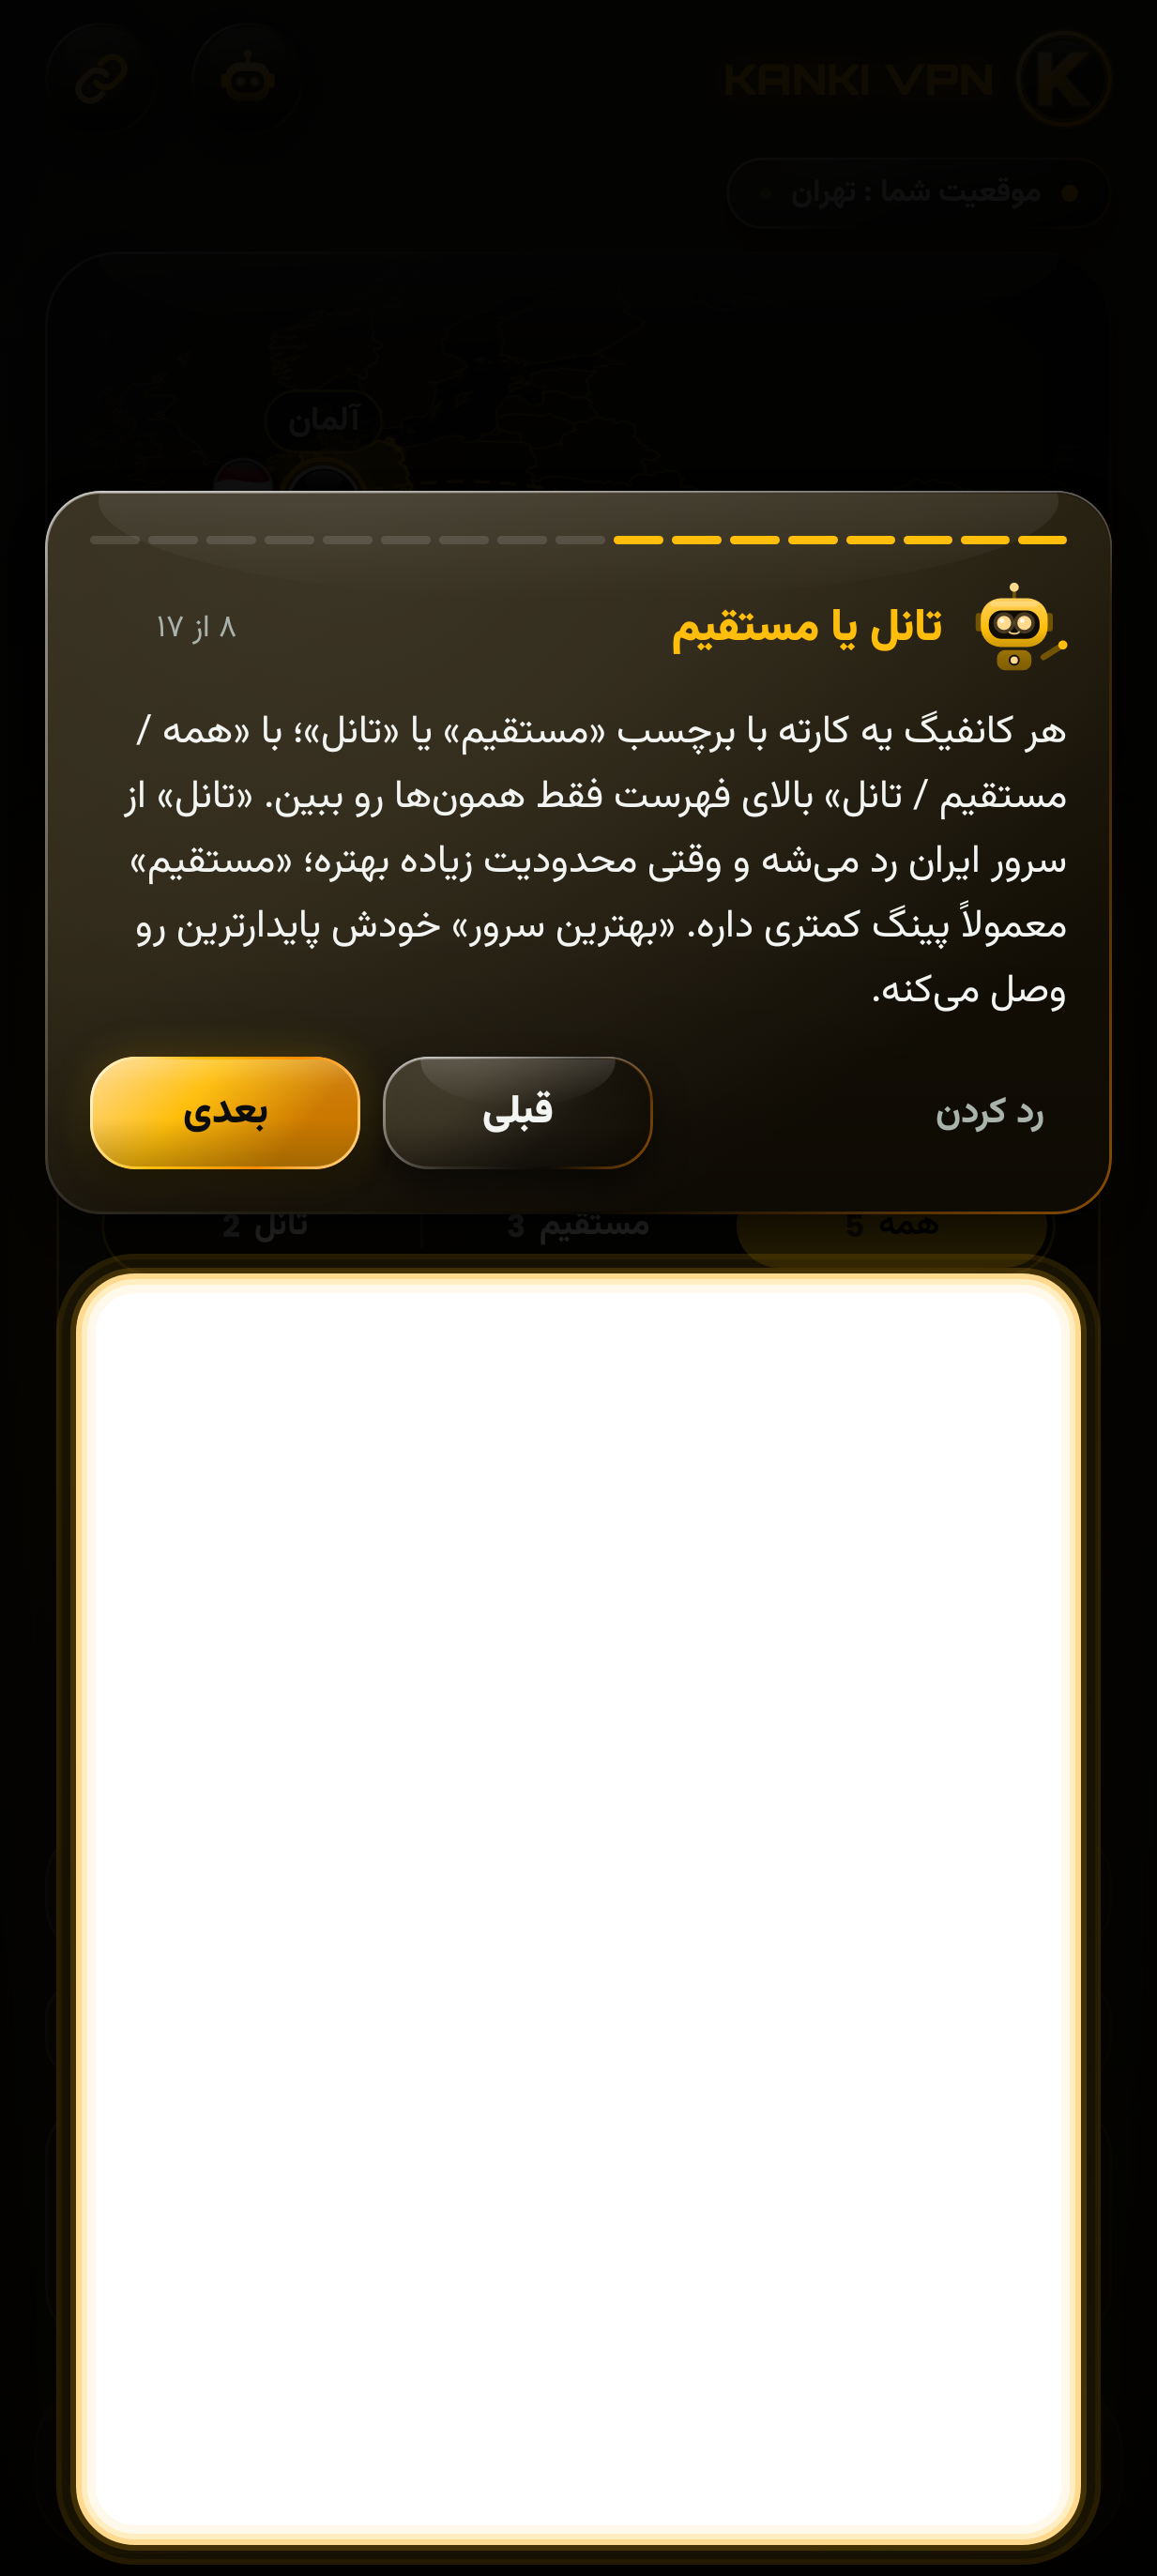 KANKI VPN K
موقعیت شما : تهران
آلمان
تانل یا مستقیم
۸ از ۱۷
هر کانفیگ یه کارته با برچسب «مستقیم» یا «تانل»؛ با «همه /
مستقیم / تانل» بالای فهرست فقط همون‌ها رو ببین. «تانل» از
سرور ایران رد می‌شه و وقتی محدودیت زیاده بهتره؛ «مستقیم»
معمولاً پینگ کمتری داره. «بهترین سرور» خودش پایدارترین رو
وصل می‌کنه.
رد کردن
قبلی
بعدی
همه 5
مستقیم 3
تانل 2